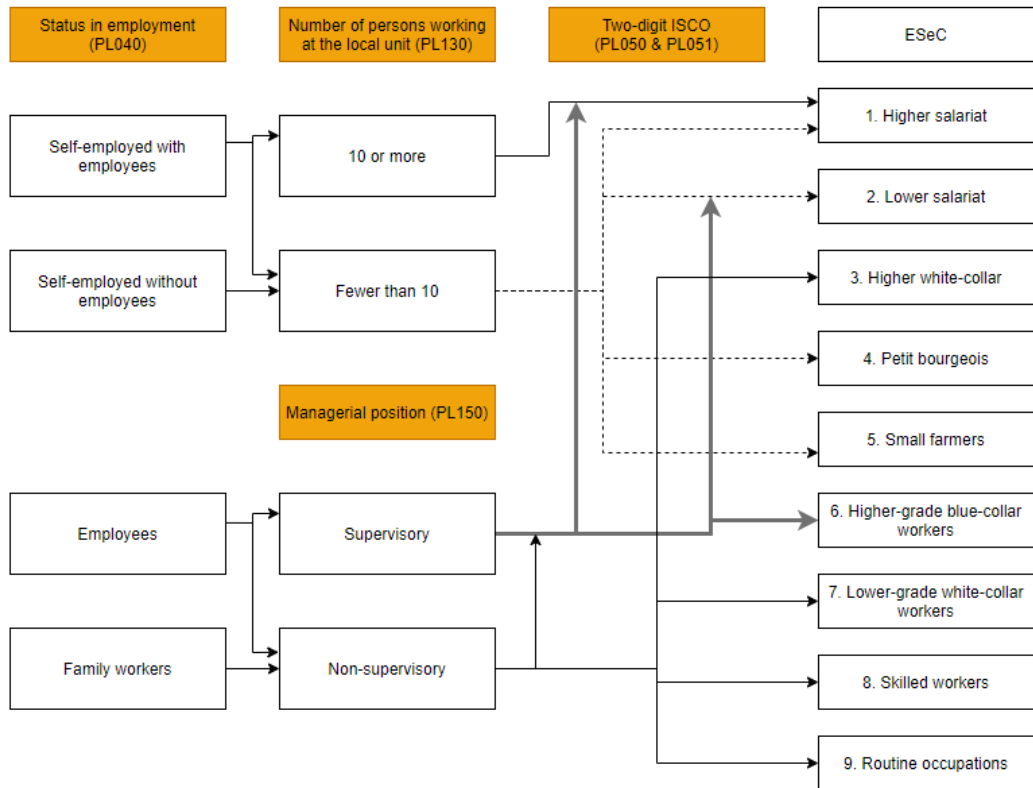 Status in employment
(PL040)
Number of persons working
at the local unit (PL130)
Two-digit ISCO
(PL050 & PL051)
ESeC
Self-employed with
employees
10 or more
1. Higher salariat
2. Lower salariat
Self-employed without
employees
Fewer than 10
3. Higher white-collar
4. Petit bourgeois
Managerial position (PL150)
5. Small farmers
Employees
Supervisory
6. Higher-grade blue-collar
workers
7. Lower-grade white-collar
workers
Family workers
Non-supervisory
8. Skilled workers
9. Routine occupations